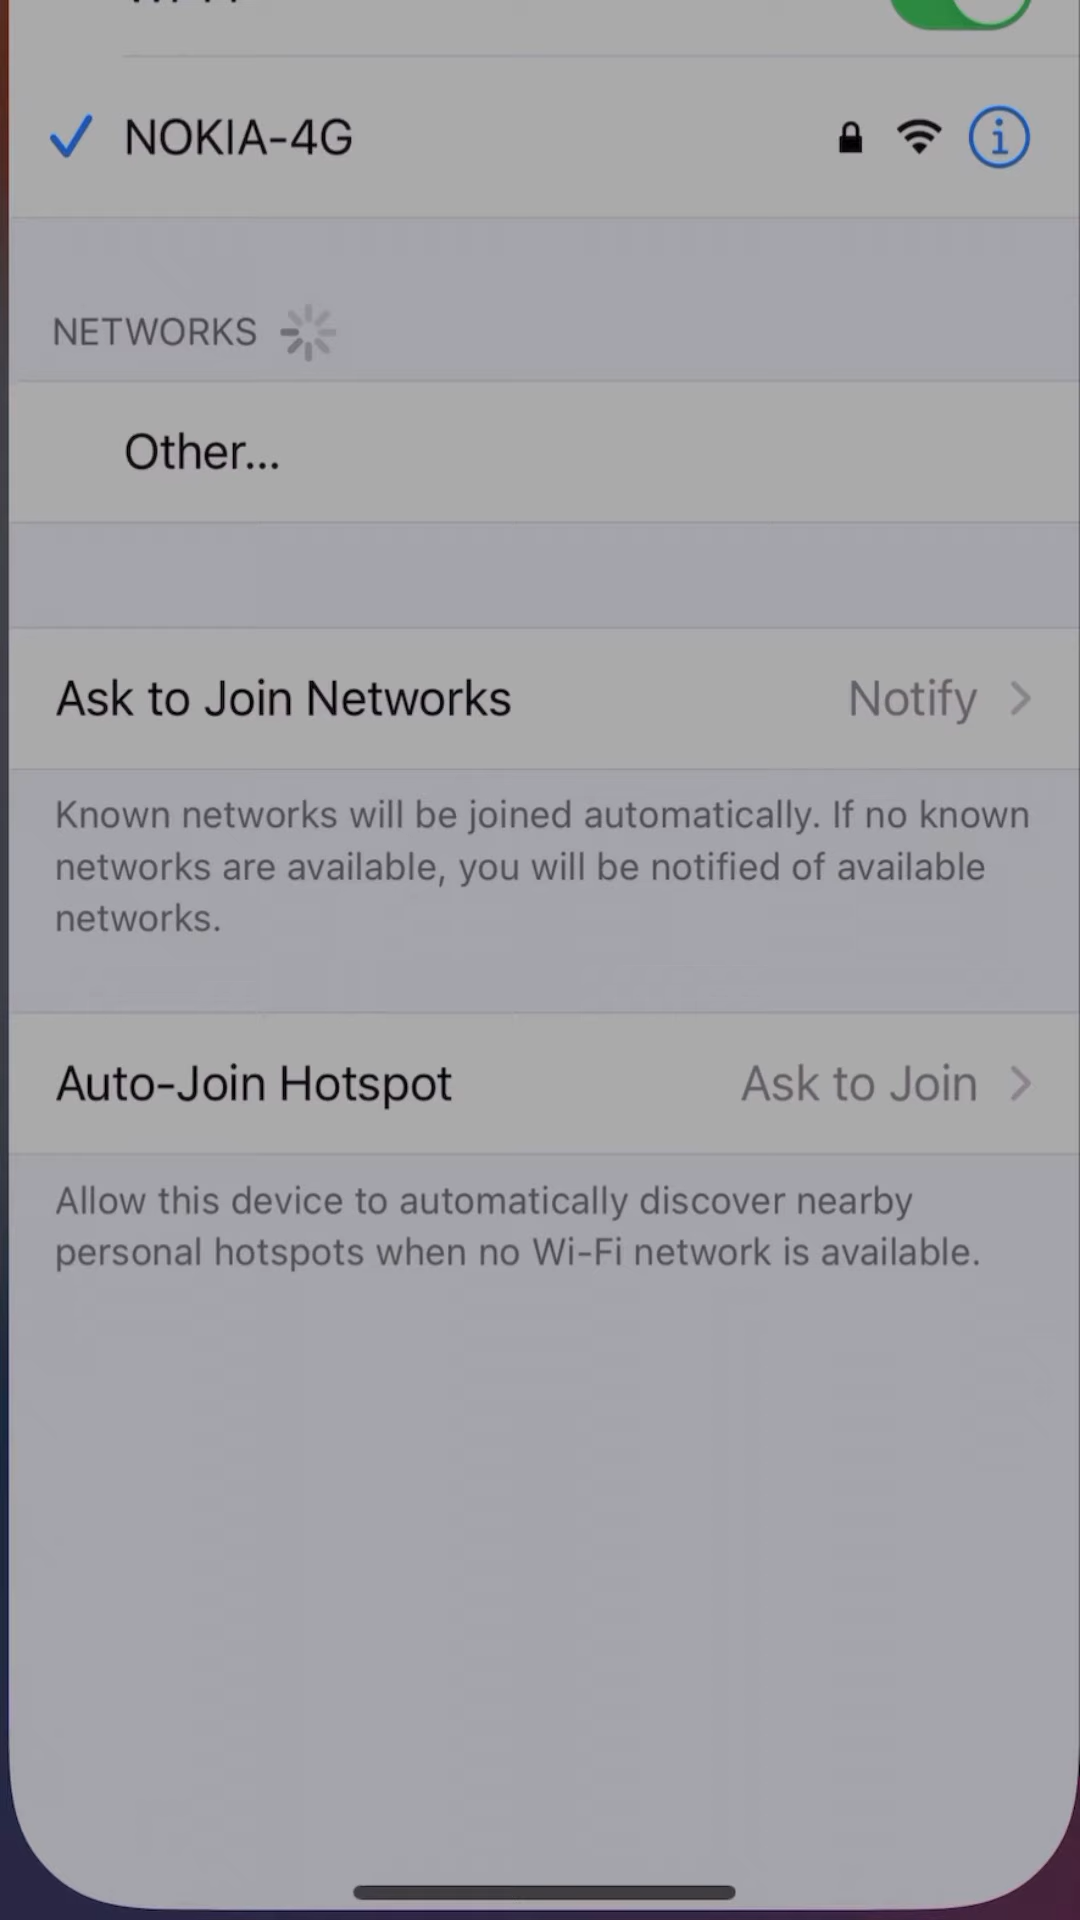 NOKIA-4G
NETWORKS
Other...
Ask to Join Networks Notify
Known networks will be joined automatically. If no known
networks are available, you will be notified of available
networks.
Auto-Join Hotspot Ask to Join
Allow this device to automatically discover nearby
personal hotspots when no Wi-Fi network is available.